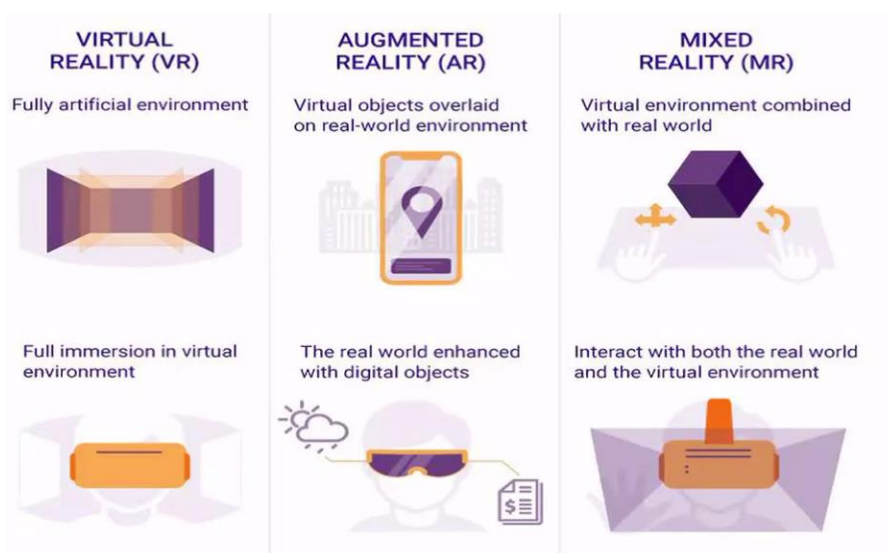 VIRTUAL
REALITY (VR)
Fully artificial environment
Full immersion in virtual
environment
AUGMENTED
REALITY (AR)
Virtual objects overlaid
on real-world environment
The real world enhanced
with digital objects
$
MIXED
REALITY (MR)
Virtual environment combined
with real world
Interact with both the real world
and the virtual environment